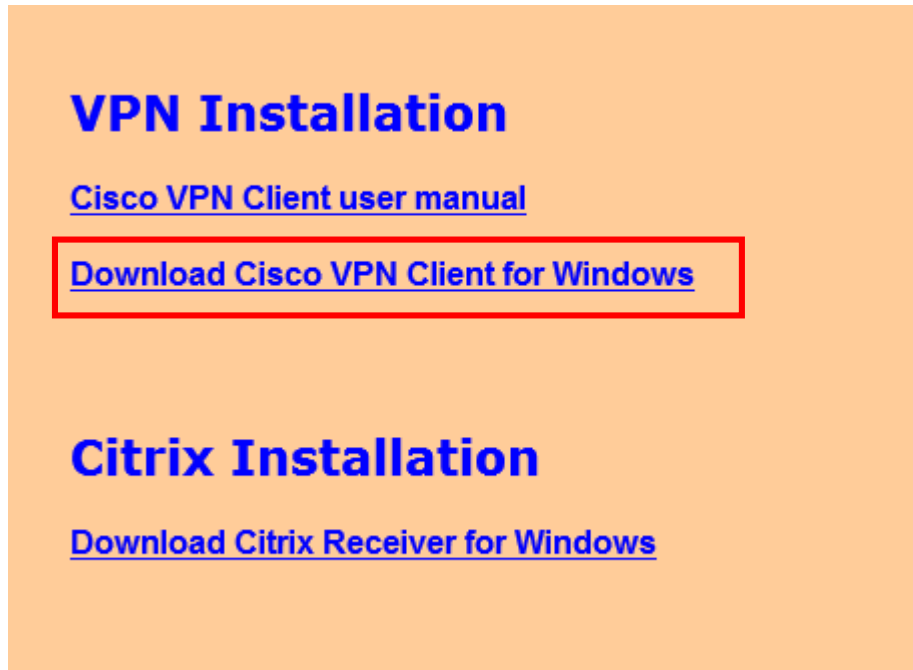 VPN Installation
Cisco VPN Client user manual
Download Cisco VPN Client for Windows
Citrix Installation
Download Citrix Receiver for Windows